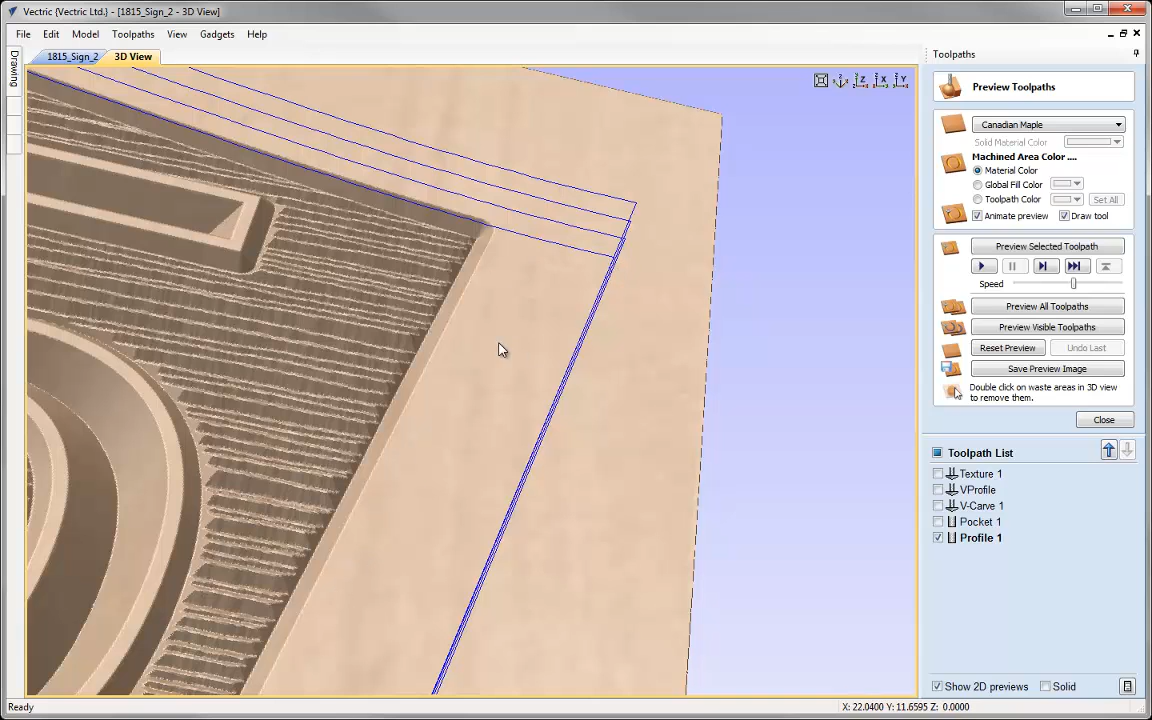 Vectric {Vectric Ltd.} - [1815_Sign_2 - 3D View]
File Edit Model Toolpaths View Gadgets Help
Drawing
1815_Sign_2 3D View
Z X Y
Toolpaths
Preview Toolpaths
Canadian Maple
Solid Material Color
Machined Area Color ....
Material Color
Global Fill Color
Toolpath Color Set All
Animate preview Draw tool
Preview Selected Toolpath
Speed
Preview All Toolpaths
Preview Visible Toolpaths
Reset Preview Undo Last
Save Preview Image
Double click on waste areas in 3D view
to remove them.
Close
Toolpath List
Texture 1
VProfile
V-Carve 1
Pocket 1
Profile 1
Show 2D previews Solid
Ready X: 22.0400 Y: 11.6595 Z: 0.0000